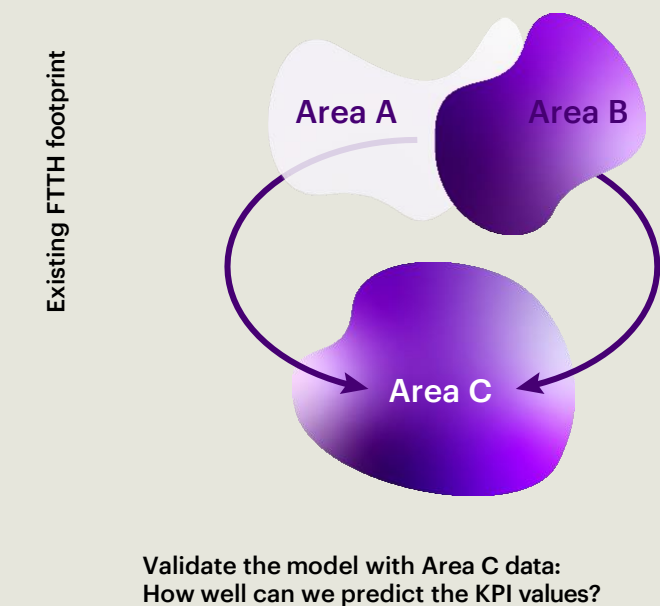 Existing FTTH footprint
Area A
Area B
Area C
Validate the model with Area C data:
How well can we predict the KPI values?